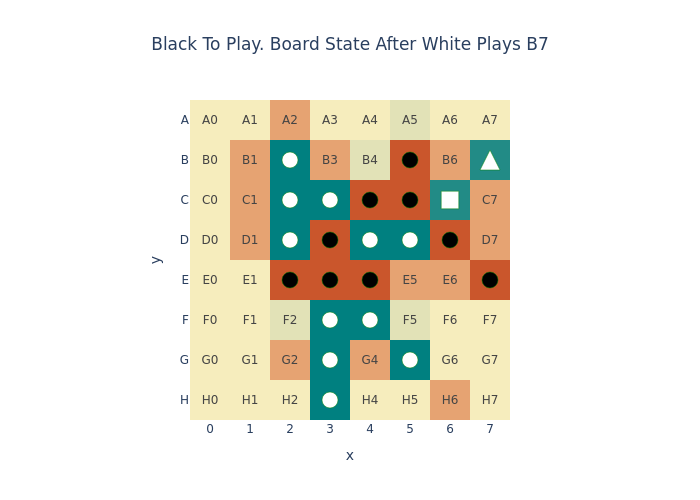 Black To Play. Board State After White Plays B7
A A0 A1 A2 A3 A4 A5 A6 A7
B B0 B1 B3 B4 B6
C C0 C1 C7
D D0 D1 D7
E E0 E1 E5 E6
F F0 F1 F2 F5 F6 F7
G G0 G1 G2 G4 G6 G7
H H0 H1 H2 H4 H5 H6 H7
0 1 2 3 4 5 6 7
x
y